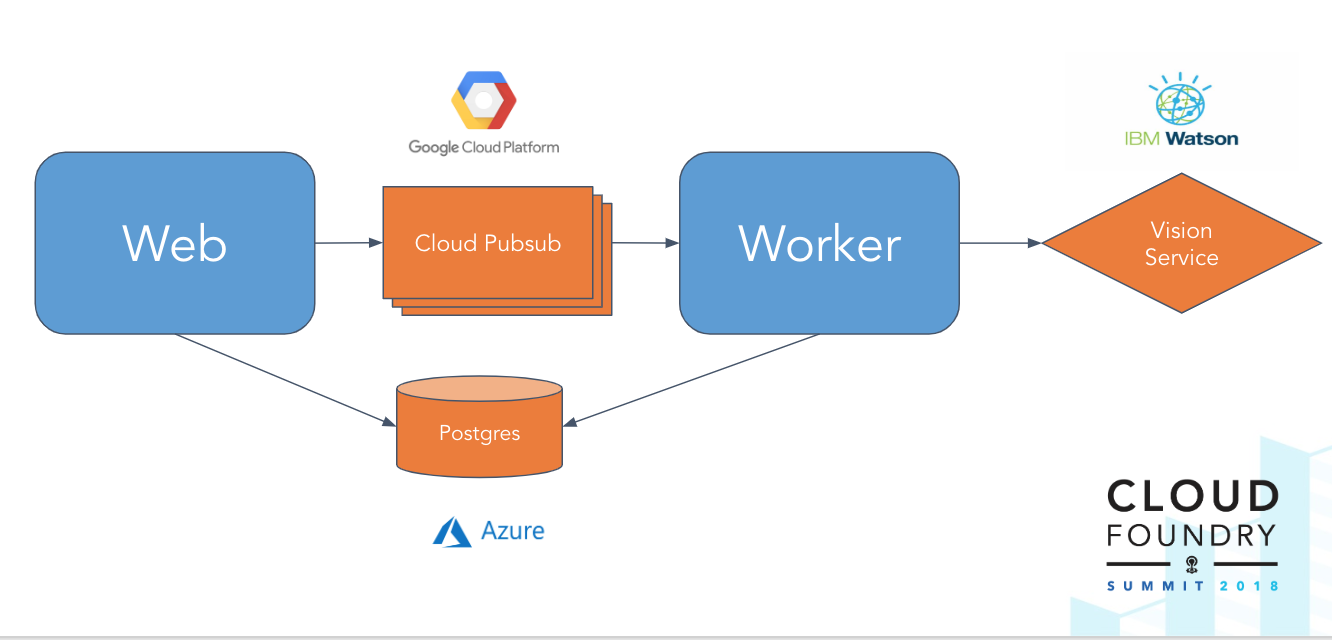 Google Cloud Platform
IBM Watson
Web
Cloud Pubsub
Worker
Vision
Service
Postgres
Azure
CLOUD
FOUNDRY
SUMMIT 2018